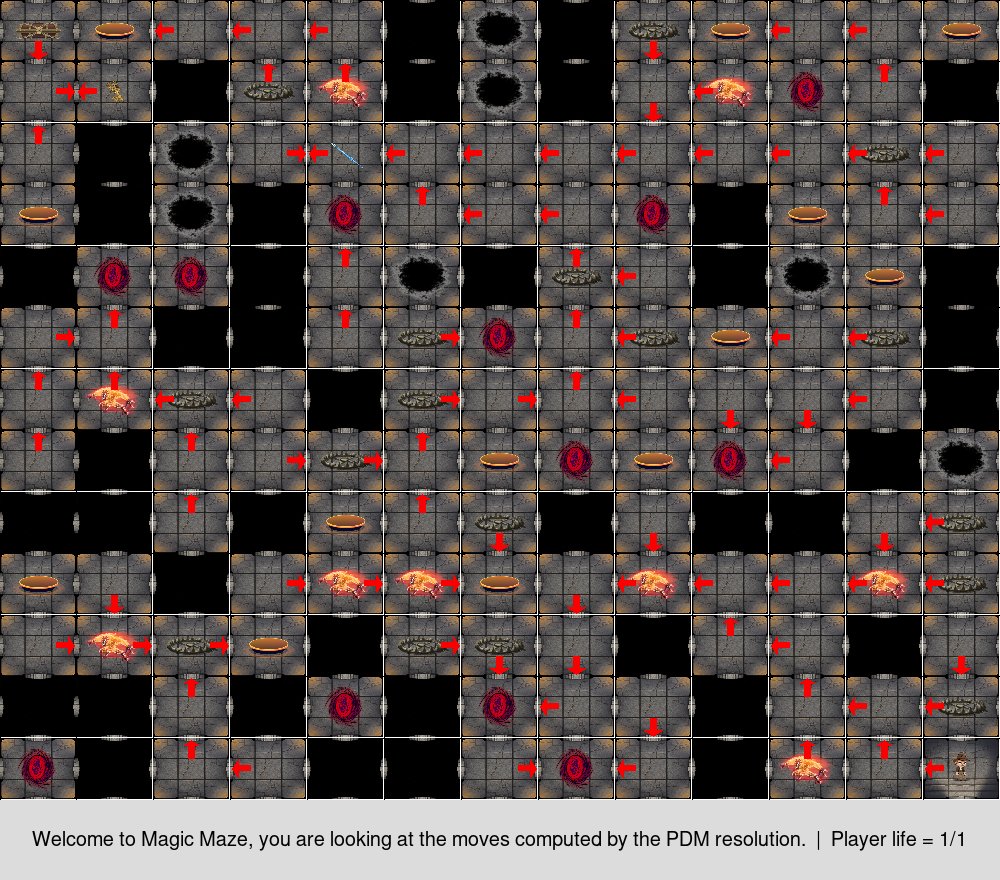 Welcome to Magic Maze, you are looking at the moves computed by the PDM resolution.  |  Player life = 1/1